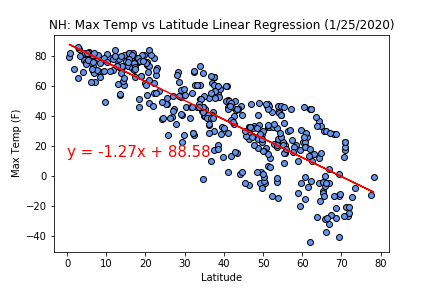 NH: Max Temp vs Latitude Linear Regression (1/25/2020)
80
60
40
20
0
−20
−40
Max Temp (F)
y = -1.27x + 88.58
0 10 20 30 40 50 60 70 80
Latitude